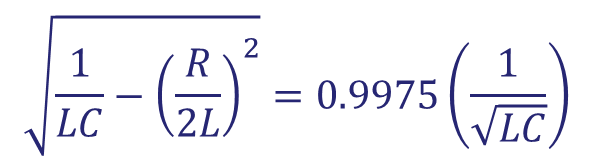 √(1/LC − (R/2L)²) = 0.9975 (1/√LC)